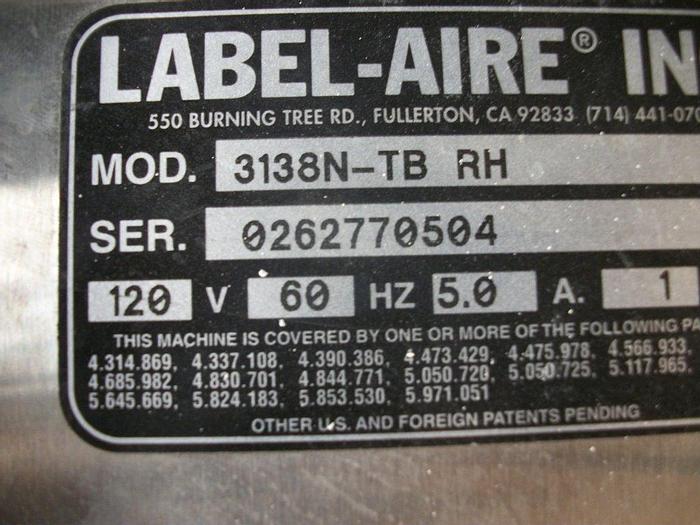 LABEL-AIRE® IN
550 BURNING TREE RD., FULLERTON, CA 92833 (714) 441-070
MOD. 3138N-TB RH
SER. 0262770504
120 V 60 HZ 5.0 A. 1
THIS MACHINE IS COVERED BY ONE OR MORE OF THE FOLLOWING PA
4.314.869, 4.337.108, 4.390.386, 4.473.429, 4.475.978, 4.566.933,
4.685.982, 4.830.701, 4.844.771, 5.050.720, 5.050.725, 5.117.965,
5.645.669, 5.824.183, 5.853.530, 5.971.051
OTHER U.S. AND FOREIGN PATENTS PENDING